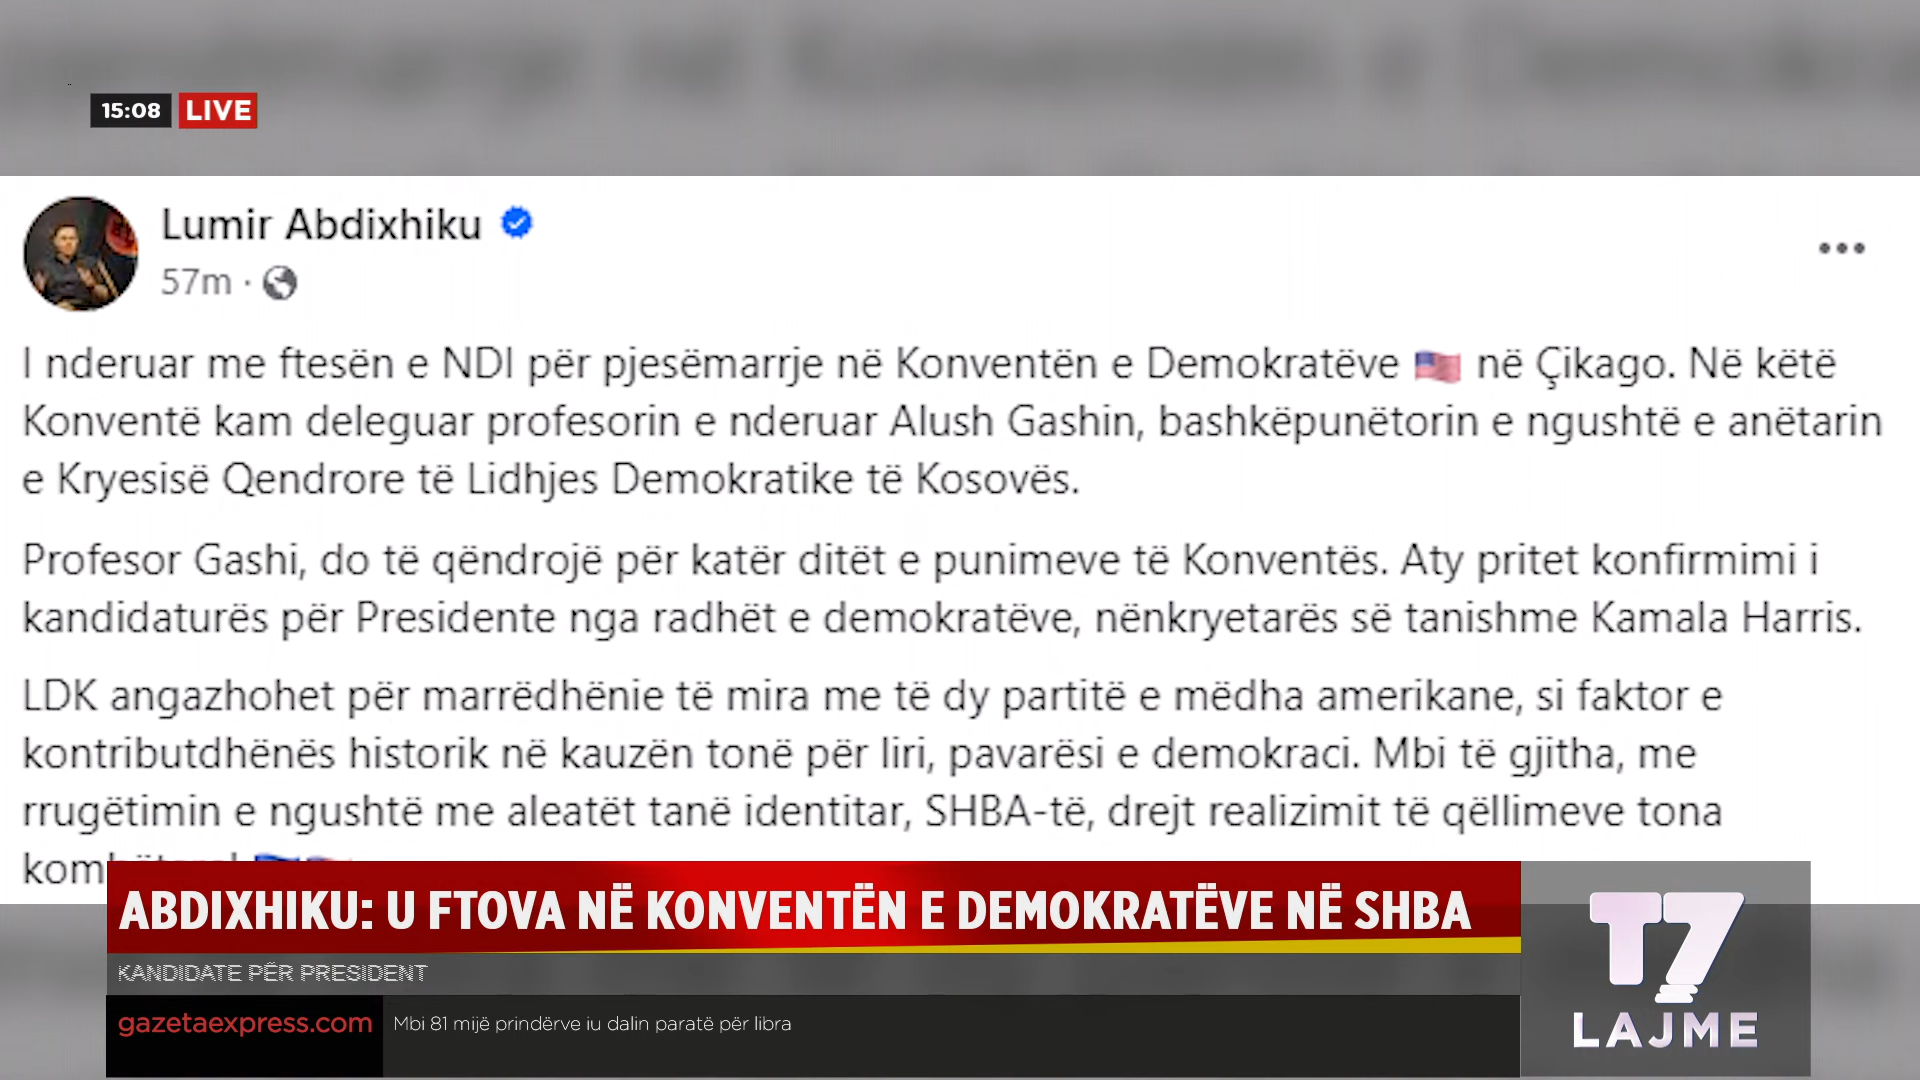 15:08 LIVE
Lumir Abdixhiku
57m ·
I nderuar me ftesën e NDI për pjesëmarrje në Konventën e Demokratëve 🇺🇸 në Çikago. Në këtë
Konventë kam deleguar profesorin e nderuar Alush Gashin, bashkëpunëtorin e ngushtë e anëtarin
e Kryesisë Qendrore të Lidhjes Demokratike të Kosovës.
Profesor Gashi, do të qëndrojë për katër ditët e punimeve të Konventës. Aty pritet konfirmimi i
kandidaturës për Presidente nga radhët e demokratëve, nënkryetarës së tanishme Kamala Harris.
LDK angazhohet për marrëdhënie të mira me të dy partitë e mëdha amerikane, si faktor e
kontributdhënës historik në kauzën tonë për liri, pavarësi e demokraci. Mbi të gjitha, me
rrugëtimin e ngushtë me aleatët tanë identitar, SHBA-të, drejt realizimit të qëllimeve tona
ABDIXHIKU: U FTOVA NË KONVENTËN E DEMOKRATËVE NË SHBA
KANDIDATE PËR PRESIDENT
gazetaexpress.com Mbi 81 mijë prindërve iu dalin paratë për libra
T7
LAJME